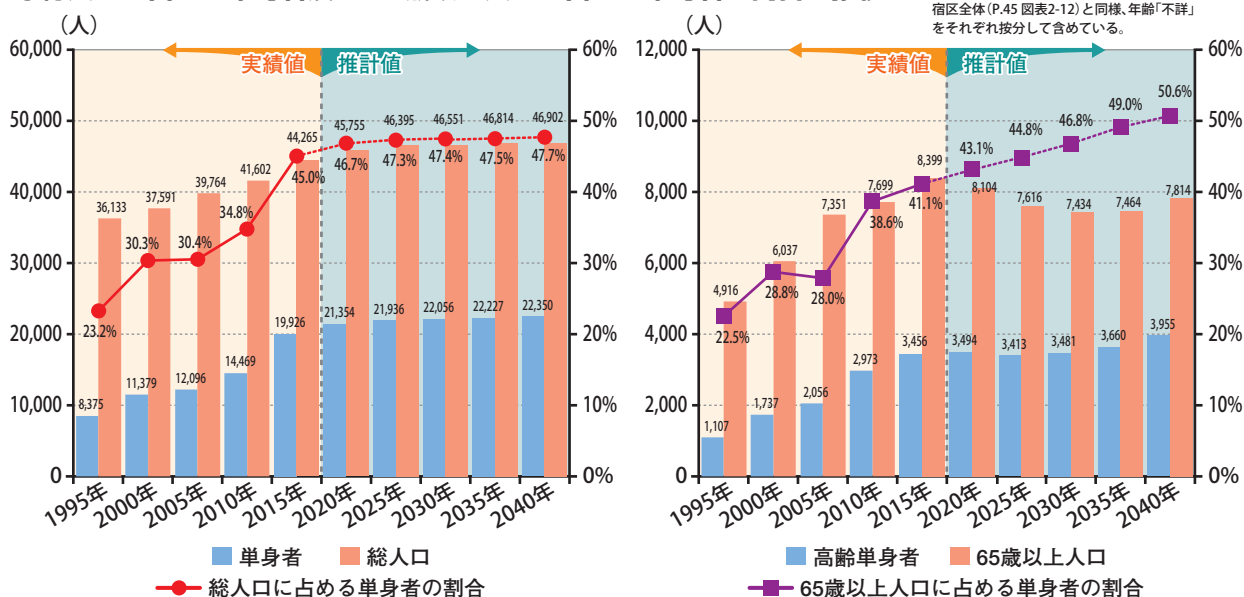 宿区全体(P.45 図表2-12)と同様、年齢「不詳」
をそれぞれ按分して含めている。
(人)
60,000
50,000
40,000
30,000
20,000
10,000
0
60%
50%
40%
30%
20%
10%
0%
実績値
推計値
36,133
37,591
39,764
41,602
44,265
45,755
46,395
46,551
46,814
46,902
23.2%
30.3%
30.4%
34.8%
45.0%
46.7%
47.3%
47.4%
47.5%
47.7%
8,375
11,379
12,096
14,469
19,926
21,354
21,936
22,056
22,227
22,350
1995年
2000年
2005年
2010年
2015年
2020年
2025年
2030年
2035年
2040年
単身者
総人口
総人口に占める単身者の割合
(人)
12,000
10,000
8,000
6,000
4,000
2,000
0
60%
50%
40%
30%
20%
10%
0%
実績値
推計値
4,916
6,037
7,351
7,699
8,399
8,104
7,616
7,434
7,464
7,814
22.5%
28.8%
28.0%
38.6%
41.1%
43.1%
44.8%
46.8%
49.0%
50.6%
1,107
1,737
2,056
2,973
3,456
3,494
3,413
3,481
3,660
3,955
1995年
2000年
2005年
2010年
2015年
2020年
2025年
2030年
2035年
2040年
高齢単身者
65歳以上人口
65歳以上人口に占める単身者の割合